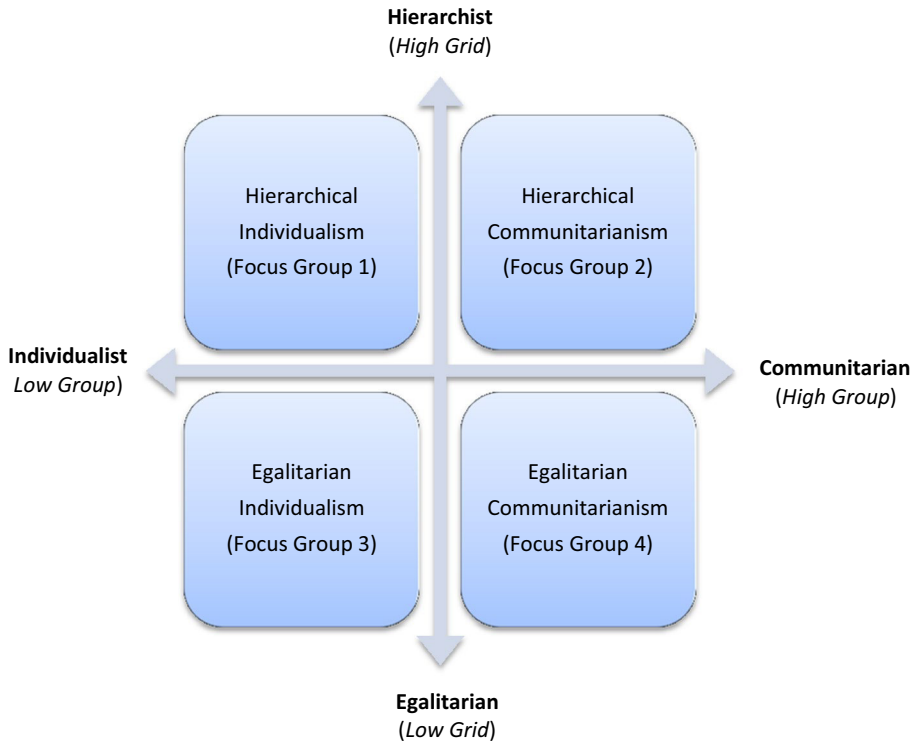 Hierarchist
(High Grid)
Hierarchical
Individualism
(Focus Group 1)
Hierarchical
Communitarianism
(Focus Group 2)
Individualist
Low Group)
Communitarian
(High Group)
Egalitarian
Individualism
(Focus Group 3)
Egalitarian
Communitarianism
(Focus Group 4)
Egalitarian
(Low Grid)